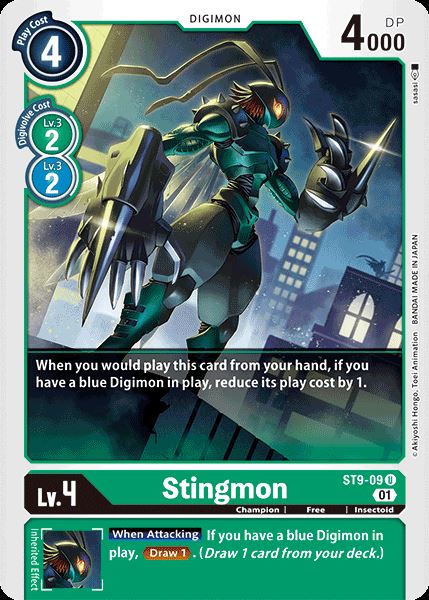 Play Cost
4
DIGIMON
DP
4000
Digivolve Cost
Lv.3
2
Lv.3
2
sasasi
© Akiyoshi Hongo, Toei Animation BANDAI MADE IN JAPAN
When you would play this card from your hand, if you
have a blue Digimon in play, reduce its play cost by 1.
Lv.4
Stingmon
ST9-09 U
01
Champion | Free | Insectoid
Inherited Effect
When Attacking If you have a blue Digimon in
play, Draw 1. (Draw 1 card from your deck.)